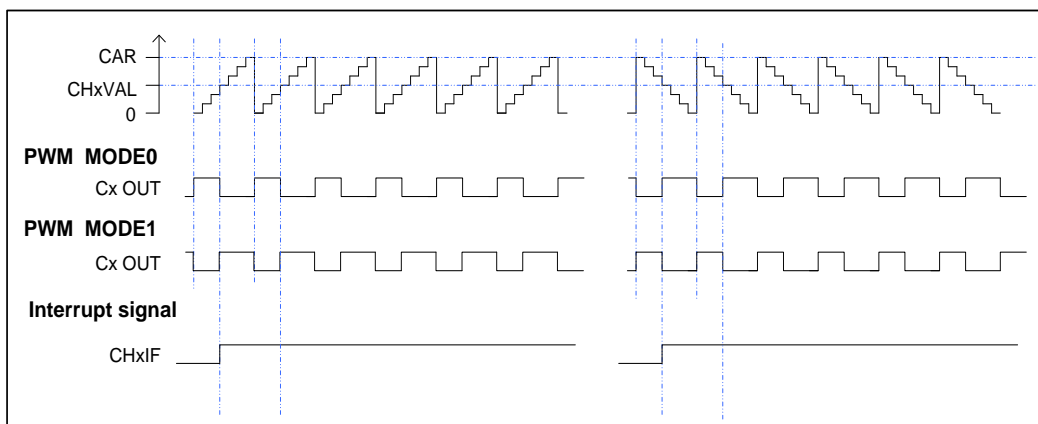 CAR
CHxVAL
0
PWM MODE0
Cx OUT
PWM MODE1
Cx OUT
Interrupt signal
CHxIF